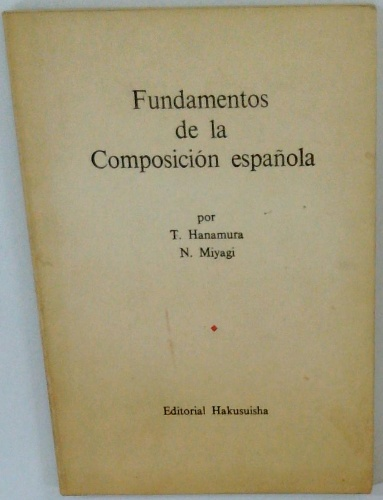 Fundamentos
de la
Composición española
por
T. Hanamura
N. Miyagi
Editorial Hakusuisha